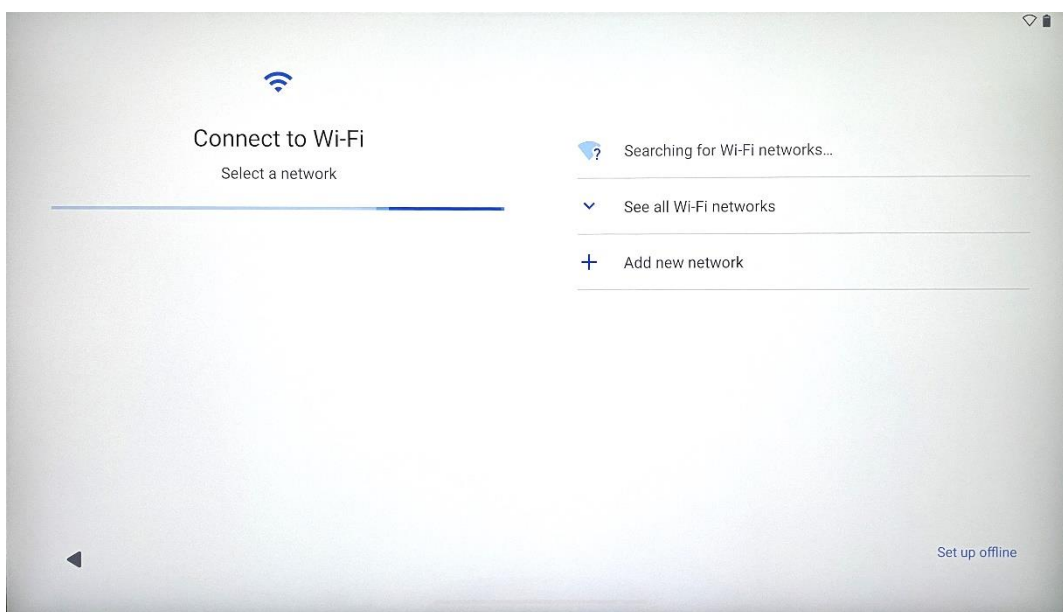 Connect to Wi-Fi
Select a network
Searching for Wi-Fi networks...
See all Wi-Fi networks
Add new network
Set up offline